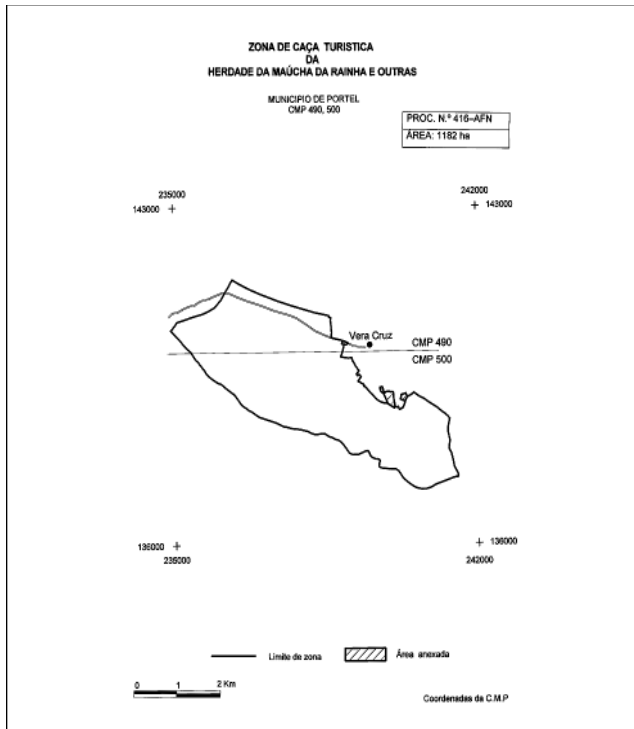 ZONA DE CAÇA TURISTICA
DA
HERDADE DA MAÚCHA DA RAINHA E OUTRAS
MUNICIPIO DE PORTEL
CMP 490, 500
PROC. N.º 416-AFN
ÁREA: 1182 ha
235000
143000
242000
143000
Vera Cruz
CMP 490
CMP 500
136000
235000
136000
242000
Limite de zona
Área anexada
0 1 2 Km
Coordenadas da C.M.P